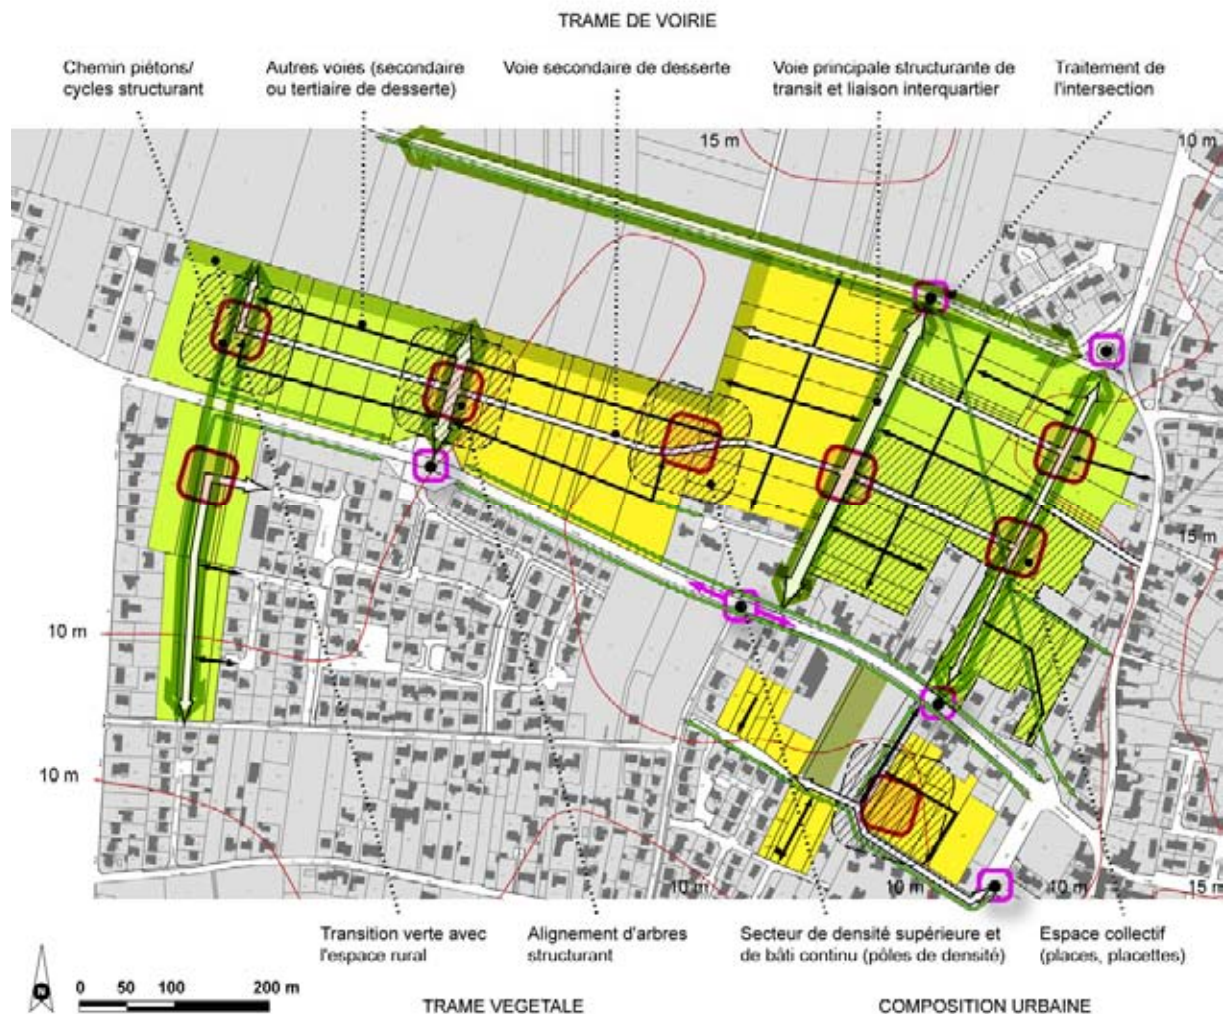 TRAME DE VOIRIE
Chemin piétons/
cycles structurant
Autres voies (secondaire
ou tertiaire de desserte)
Voie secondaire de desserte
Voie principale structurante de
transit et liaison interquartier
Traitement de
l'intersection
15 m
10 m
15 m
10 m
10 m
10 m
10 m
10 m
15 m
Transition verte avec
l'espace rural
Alignement d'arbres
structurant
Secteur de densité supérieure et
de bâti continu (pôles de densité)
Espace collectif
(places, placettes)
N
0 50 100 200 m
TRAME VEGETALE
COMPOSITION URBAINE